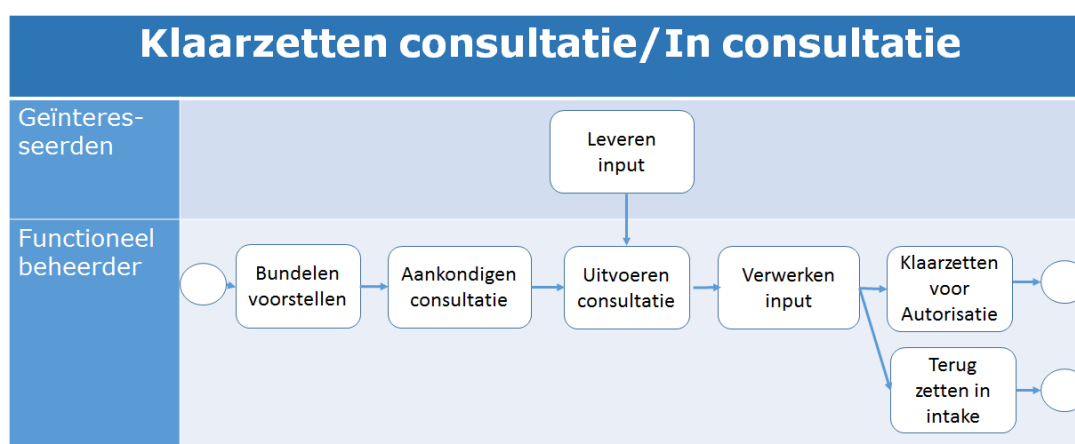 Klaarzetten consultatie/In consultatie
Geïnteres-
seerden
Leveren
input
Functioneel
beheerder
Bundelen
voorstellen
Aankondigen
consultatie
Uitvoeren
consultatie
Verwerken
input
Klaarzetten
voor
Autorisatie
Terug
zetten in
intake